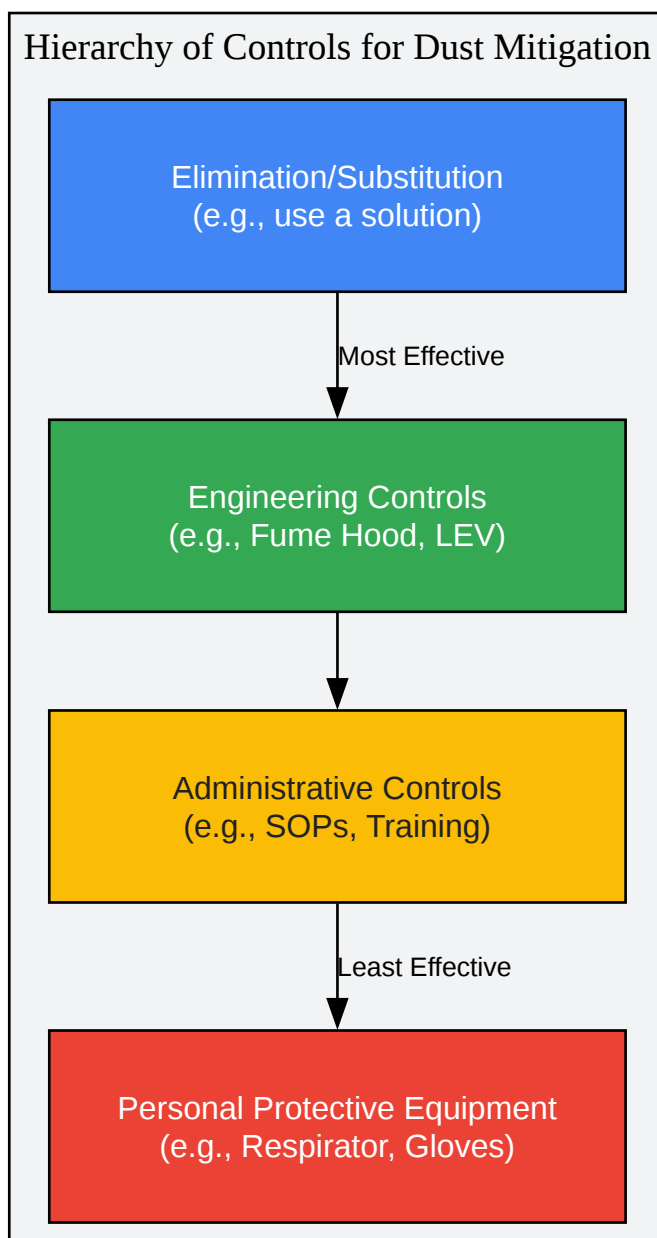 Hierarchy of Controls for Dust Mitigation
Elimination/Substitution
(e.g., use a solution)
Most Effective
Engineering Controls
(e.g., Fume Hood, LEV)
Administrative Controls
(e.g., SOPs, Training)
Least Effective
Personal Protective Equipment
(e.g., Respirator, Gloves)